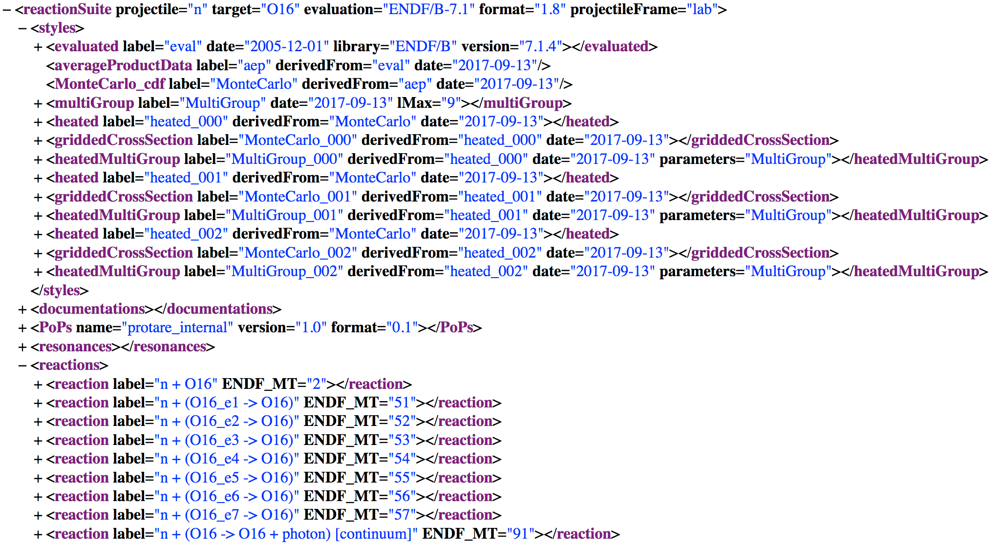 − <reactionSuite projectile="n" target="O16" evaluation="ENDF/B-7.1" format="1.8" projectileFrame="lab">
− <styles>
+ <evaluated label="eval" date="2005-12-01" library="ENDF/B" version="7.1.4"></evaluated>
<averageProductData label="aep" derivedFrom="eval" date="2017-09-13"/>
<MonteCarlo_cdf label="MonteCarlo" derivedFrom="aep" date="2017-09-13"/>
+ <multiGroup label="MultiGroup" date="2017-09-13" lMax="9"></multiGroup>
+ <heated label="heated_000" derivedFrom="MonteCarlo" date="2017-09-13"></heated>
+ <griddedCrossSection label="MonteCarlo_000" derivedFrom="heated_000" date="2017-09-13"></griddedCrossSection>
+ <heatedMultiGroup label="MultiGroup_000" derivedFrom="heated_000" date="2017-09-13" parameters="MultiGroup"></heatedMultiGroup>
+ <heated label="heated_001" derivedFrom="MonteCarlo" date="2017-09-13"></heated>
+ <griddedCrossSection label="MonteCarlo_001" derivedFrom="heated_001" date="2017-09-13"></griddedCrossSection>
+ <heatedMultiGroup label="MultiGroup_001" derivedFrom="heated_001" date="2017-09-13" parameters="MultiGroup"></heatedMultiGroup>
+ <heated label="heated_002" derivedFrom="MonteCarlo" date="2017-09-13"></heated>
+ <griddedCrossSection label="MonteCarlo_002" derivedFrom="heated_002" date="2017-09-13"></griddedCrossSection>
+ <heatedMultiGroup label="MultiGroup_002" derivedFrom="heated_002" date="2017-09-13" parameters="MultiGroup"></heatedMultiGroup>
</styles>
+ <documentations></documentations>
+ <PoPs name="protare_internal" version="1.0" format="0.1"></PoPs>
+ <resonances></resonances>
− <reactions>
+ <reaction label="n + O16" ENDF_MT="2"></reaction>
+ <reaction label="n + (O16_e1 -> O16)" ENDF_MT="51"></reaction>
+ <reaction label="n + (O16_e2 -> O16)" ENDF_MT="52"></reaction>
+ <reaction label="n + (O16_e3 -> O16)" ENDF_MT="53"></reaction>
+ <reaction label="n + (O16_e4 -> O16)" ENDF_MT="54"></reaction>
+ <reaction label="n + (O16_e5 -> O16)" ENDF_MT="55"></reaction>
+ <reaction label="n + (O16_e6 -> O16)" ENDF_MT="56"></reaction>
+ <reaction label="n + (O16_e7 -> O16)" ENDF_MT="57"></reaction>
+ <reaction label="n + (O16 -> O16 + photon) [continuum]" ENDF_MT="91"></reaction>